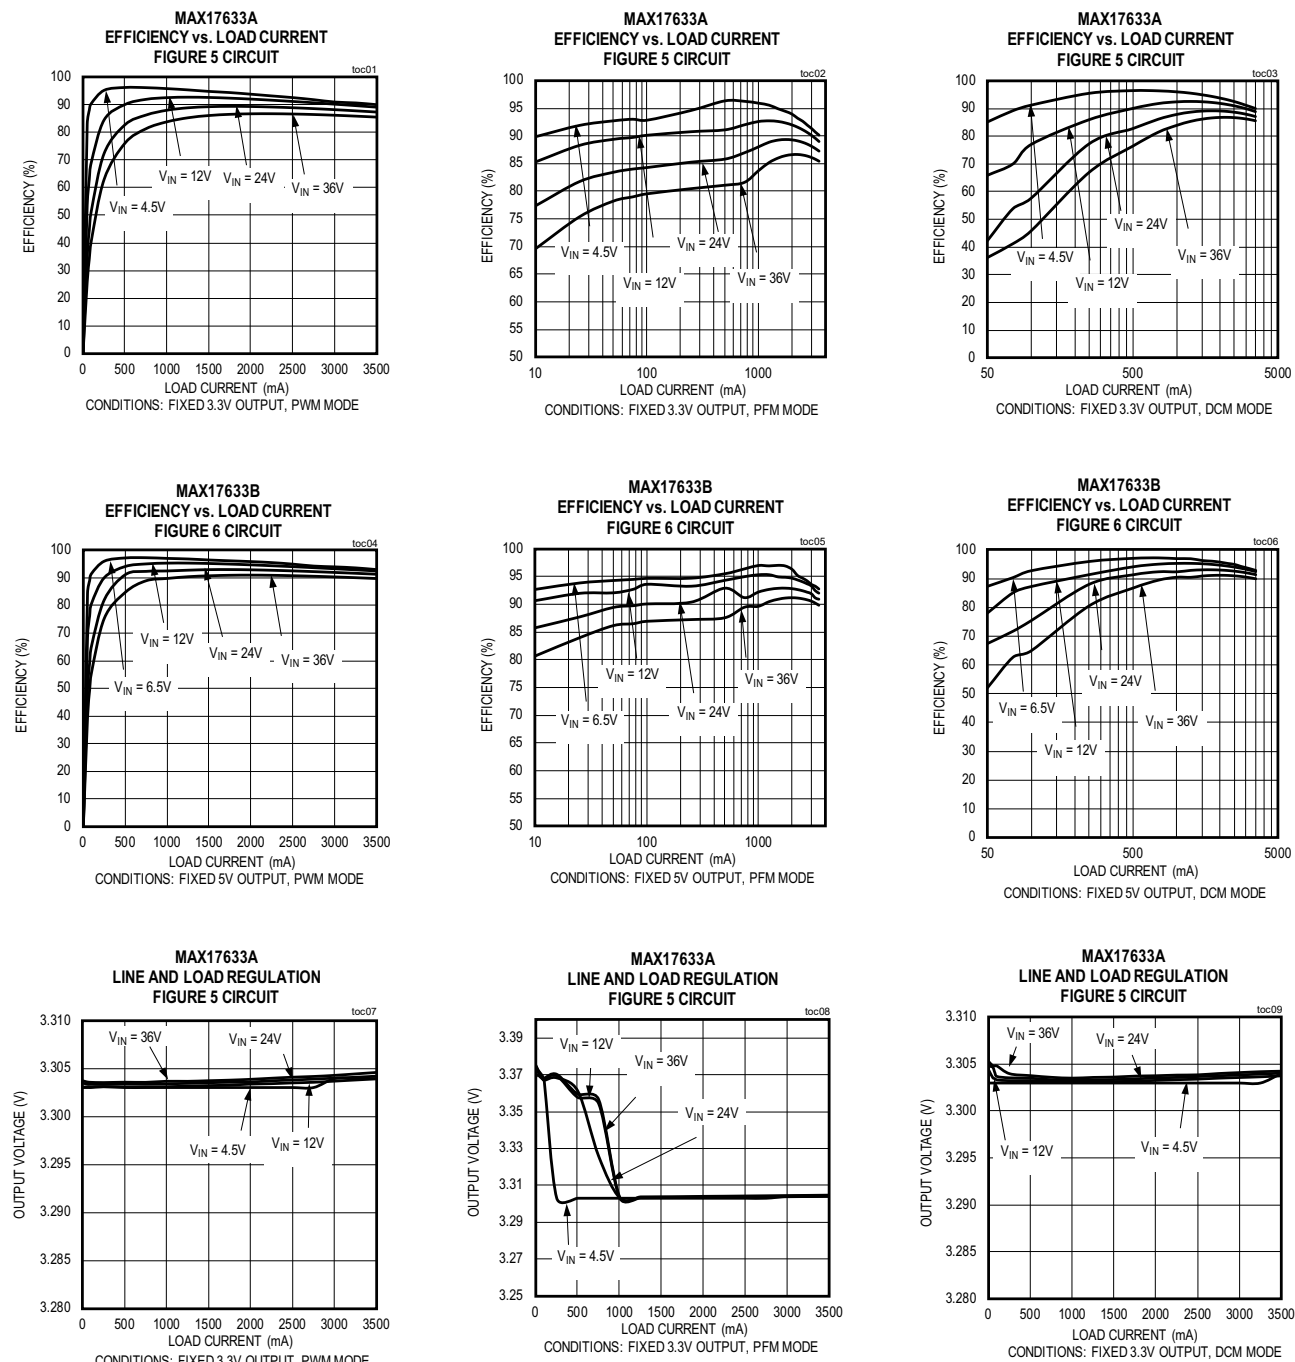 MAX17633A
EFFICIENCY vs. LOAD CURRENT
FIGURE 5 CIRCUIT
toc01
100
90
80
70
60
50
40
30
20
10
0
EFFICIENCY (%)
VIN = 12V
VIN = 24V
VIN = 36V
VIN = 4.5V
0 500 1000 1500 2000 2500 3000 3500
LOAD CURRENT (mA)
CONDITIONS: FIXED 3.3V OUTPUT, PWM MODE
MAX17633A
EFFICIENCY vs. LOAD CURRENT
FIGURE 5 CIRCUIT
toc02
100
95
90
85
80
75
70
65
60
55
50
EFFICIENCY (%)
VIN = 4.5V
VIN = 24V
VIN = 12V
VIN = 36V
10 100 1000
LOAD CURRENT (mA)
CONDITIONS: FIXED 3.3V OUTPUT, PFM MODE
MAX17633A
EFFICIENCY vs. LOAD CURRENT
FIGURE 5 CIRCUIT
toc03
100
90
80
70
60
50
40
30
20
10
0
EFFICIENCY (%)
VIN = 24V
VIN = 4.5V
VIN = 36V
VIN = 12V
50 500 5000
LOAD CURRENT (mA)
CONDITIONS: FIXED 3.3V OUTPUT, DCM MODE
MAX17633B
EFFICIENCY vs. LOAD CURRENT
FIGURE 6 CIRCUIT
toc04
100
90
80
70
60
50
40
30
20
10
0
EFFICIENCY (%)
VIN = 12V
VIN = 24V
VIN = 36V
VIN = 6.5V
0 500 1000 1500 2000 2500 3000 3500
LOAD CURRENT (mA)
CONDITIONS: FIXED 5V OUTPUT, PWM MODE
MAX17633B
EFFICIENCY vs. LOAD CURRENT
FIGURE 6 CIRCUIT
toc05
100
95
90
85
80
75
70
65
60
55
50
EFFICIENCY (%)
VIN = 12V
VIN = 36V
VIN = 6.5V
VIN = 24V
10 100 1000
LOAD CURRENT (mA)
CONDITIONS: FIXED 5V OUTPUT, PFM MODE
MAX17633B
EFFICIENCY vs. LOAD CURRENT
FIGURE 6 CIRCUIT
toc06
100
90
80
70
60
50
40
30
20
10
0
EFFICIENCY (%)
VIN = 24V
VIN = 6.5V
VIN = 36V
VIN = 12V
50 500 5000
LOAD CURRENT (mA)
CONDITIONS: FIXED 5V OUTPUT, DCM MODE
MAX17633A
LINE AND LOAD REGULATION
FIGURE 5 CIRCUIT
toc07
3.310
3.305
3.300
3.295
3.290
3.285
3.280
OUTPUT VOLTAGE (V)
VIN = 36V
VIN = 24V
VIN = 4.5V
VIN = 12V
0 500 1000 1500 2000 2500 3000 3500
LOAD CURRENT (mA)
CONDITIONS: FIXED 3.3V OUTPUT, PWM MODE
MAX17633A
LINE AND LOAD REGULATION
FIGURE 5 CIRCUIT
toc08
3.39
3.37
3.35
3.33
3.31
3.29
3.27
3.25
OUTPUT VOLTAGE (V)
VIN = 12V
VIN = 36V
VIN = 24V
VIN = 4.5V
0 500 1000 1500 2000 2500 3000 3500
LOAD CURRENT (mA)
CONDITIONS: FIXED 3.3V OUTPUT, PFM MODE
MAX17633A
LINE AND LOAD REGULATION
FIGURE 5 CIRCUIT
toc09
3.310
3.305
3.300
3.295
3.290
3.285
3.280
OUTPUT VOLTAGE (V)
VIN = 36V
VIN = 24V
VIN = 12V
VIN = 4.5V
0 500 1000 1500 2000 2500 3000 3500
LOAD CURRENT (mA)
CONDITIONS: FIXED 3.3V OUTPUT, DCM MODE